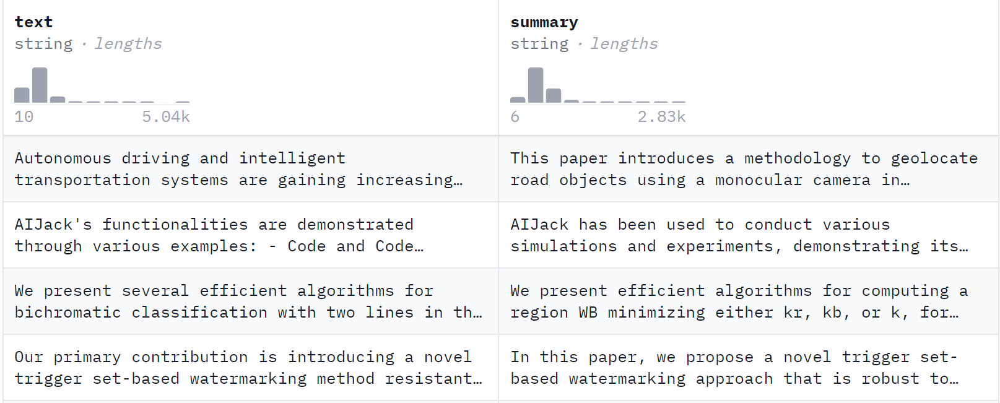 text
string · lengths
10 5.04k
summary
string · lengths
6 2.83k
Autonomous driving and intelligent
transportation systems are gaining increasing…
This paper introduces a methodology to geolocate
road objects using a monocular camera in…
AIJack's functionalities are demonstrated
through various examples: - Code and Code…
AIJack has been used to conduct various
simulations and experiments, demonstrating its…
We present several efficient algorithms for
bichromatic classification with two lines in th…
We present efficient algorithms for computing a
region WB minimizing either kr, kb, or k, for…
Our primary contribution is introducing a novel
trigger set-based watermarking method resistant…
In this paper, we propose a novel trigger set-
based watermarking approach that is robust to…